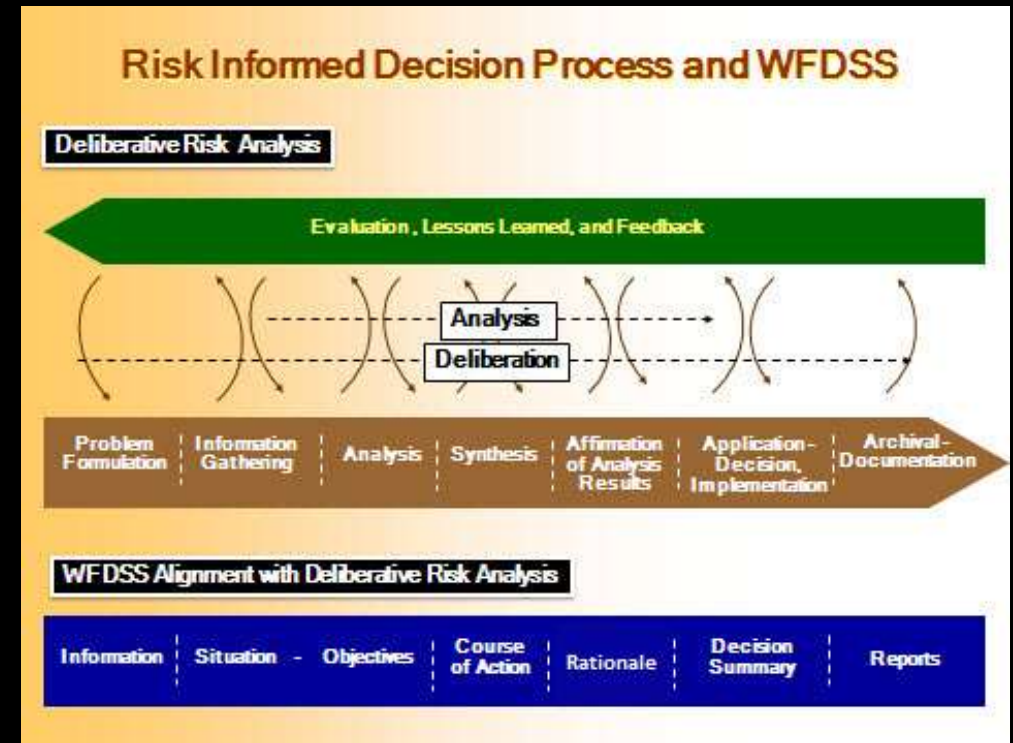 Risk Informed Decision Process and WFDSS
Deliberative Risk Analysis
Evaluation, Lessons Learned, and Feedback
Analysis
Deliberation
Problem
Formulation
Information
Gathering
Analysis
Synthesis
Affirmation
of Analysis
Results
Application-
Decision,
Implementation
Archival-
Documentation
WFDSS Alignment with Deliberative Risk Analysis
Information
Situation - Objectives
Course
of Action
Rationale
Decision
Summary
Reports